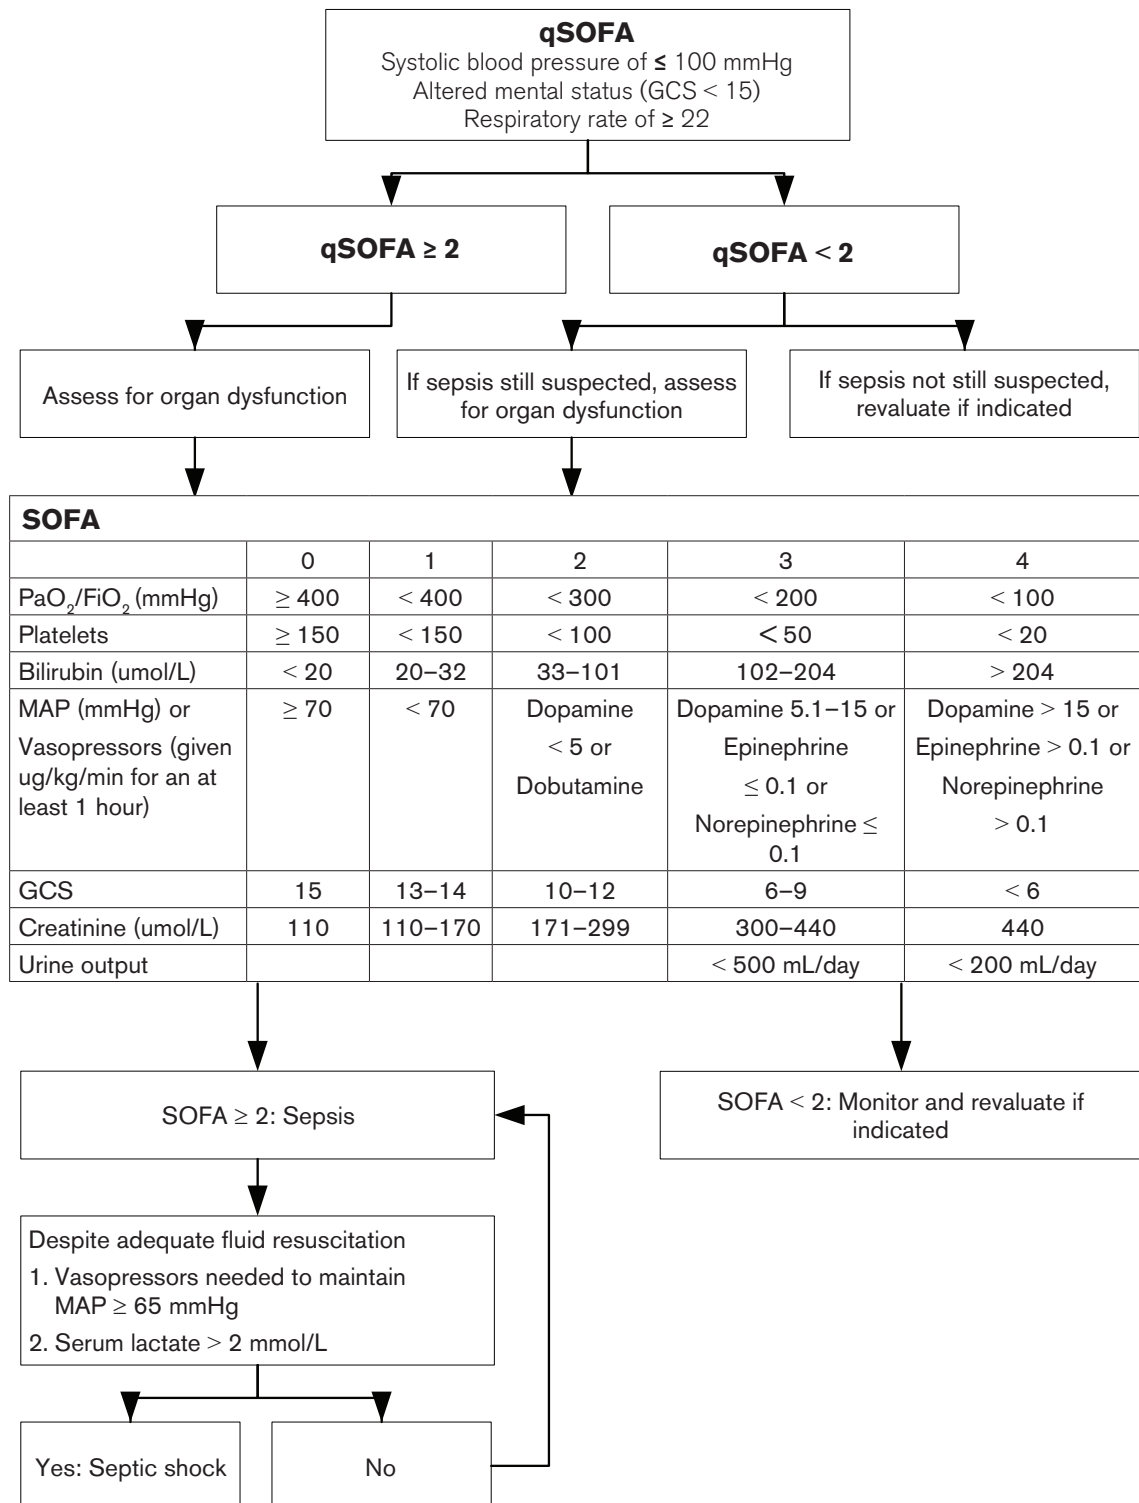 qSOFA
Systolic blood pressure of ≤ 100 mmHg
Altered mental status (GCS < 15)
Respiratory rate of ≥ 22
qSOFA ≥ 2
qSOFA < 2
Assess for organ dysfunction
If sepsis still suspected, assess
for organ dysfunction
If sepsis not still suspected,
revaluate if indicated
SOFA
0 1 2 3 4
PaO₂/FiO₂ (mmHg) ≥ 400 < 400 < 300 < 200 < 100
Platelets ≥ 150 < 150 < 100 < 50 < 20
Bilirubin (umol/L) < 20 20–32 33–101 102–204 > 204
MAP (mmHg) or
Vasopressors (given
ug/kg/min for an at
least 1 hour)
≥ 70
< 70
Dopamine
< 5 or
Dobutamine
Dopamine 5.1–15 or
Epinephrine
≤ 0.1 or
Norepinephrine ≤
0.1
Dopamine > 15 or
Epinephrine > 0.1 or
Norepinephrine
> 0.1
GCS 15 13–14 10–12 6–9 < 6
Creatinine (umol/L) 110 110–170 171–299 300–440 440
Urine output < 500 mL/day < 200 mL/day
SOFA ≥ 2: Sepsis
SOFA < 2: Monitor and revaluate if
indicated
Despite adequate fluid resuscitation
1. Vasopressors needed to maintain
MAP ≥ 65 mmHg
2. Serum lactate > 2 mmol/L
Yes: Septic shock
No